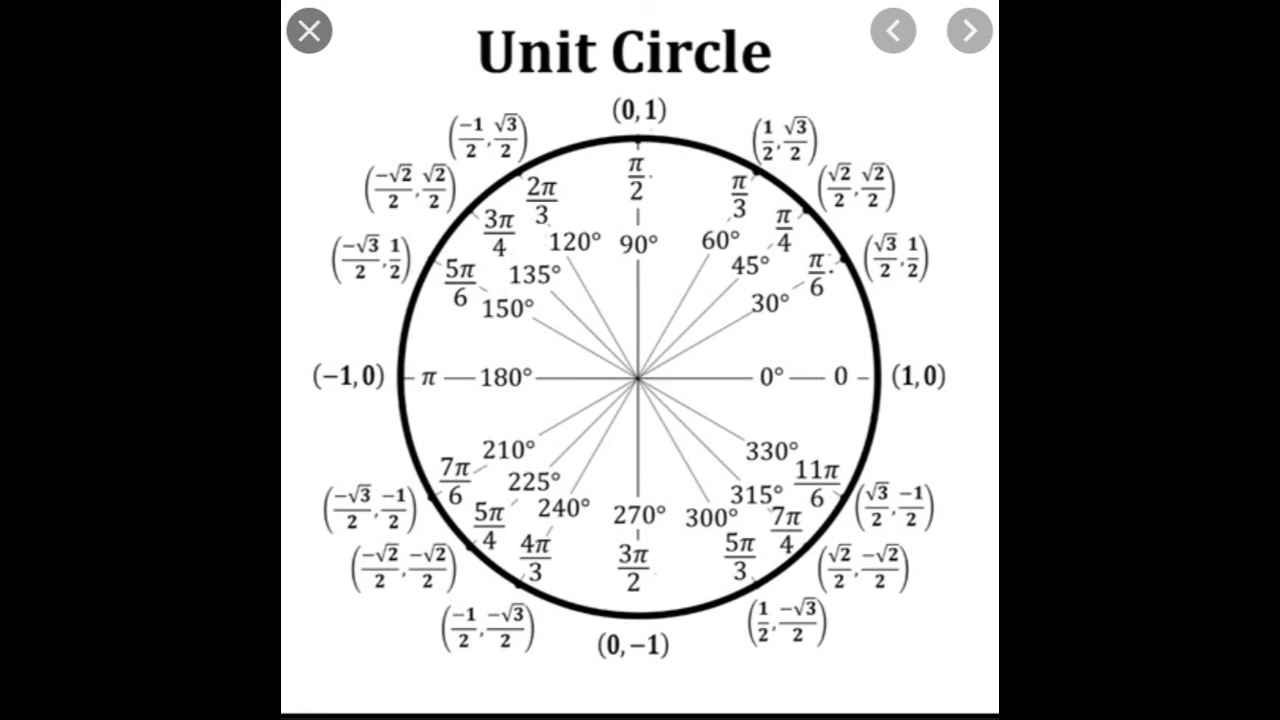 Unit Circle
(0, 1)
(-1/2, √3/2)
(1/2, √3/2)
(-√2/2, √2/2)
(√2/2, √2/2)
(-√3/2, 1/2)
(√3/2, 1/2)
π/2
2π/3
π/3
3π/4
π/4
120° 90° 60°
5π/6
135°
45°
π/6
150°
30°
(−1, 0) π 180° 0° 0 (1, 0)
210°
330°
7π/6
225°
315°
11π/6
(-√3/2, -1/2)
(√3/2, -1/2)
5π/4
240° 270° 300°
7π/4
4π/3
3π/2
5π/3
(-√2/2, -√2/2)
(√2/2, -√2/2)
(-1/2, -√3/2)
(1/2, -√3/2)
(0, −1)